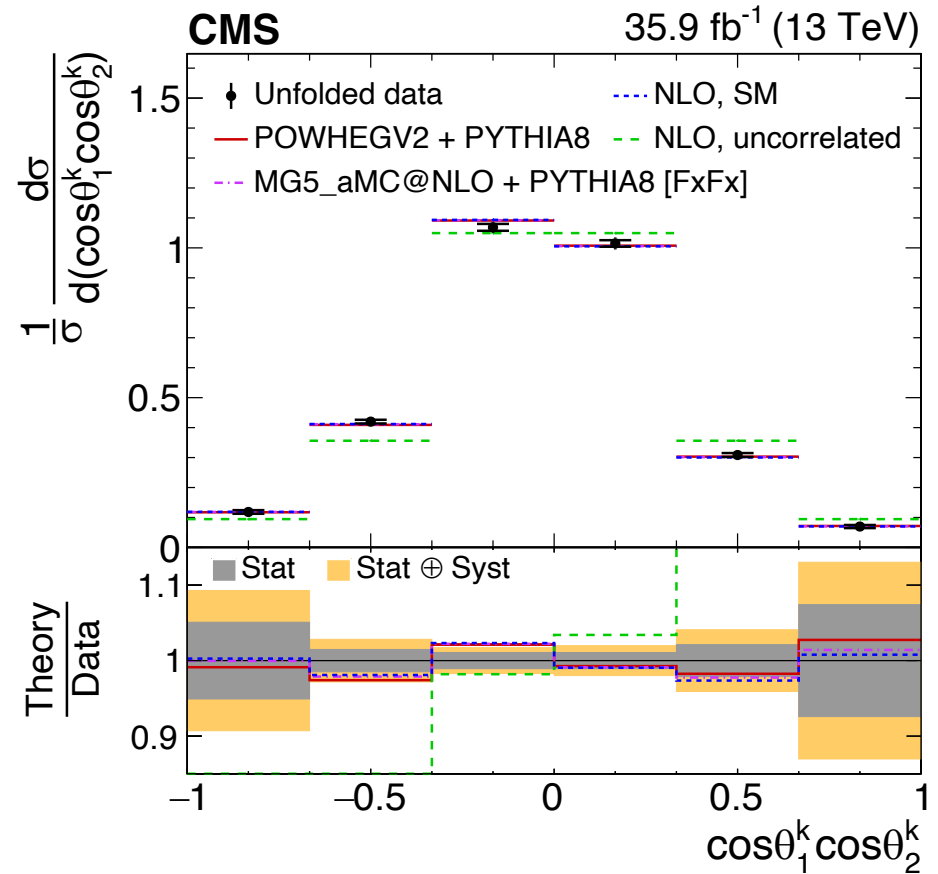 CMS 35.9 fb⁻¹ (13 TeV)
1/σ dσ/d(cosθ₁ᵏcosθ₂ᵏ)
Unfolded data
NLO, SM
POWHEGV2 + PYTHIA8
NLO, uncorrelated
MG5_aMC@NLO + PYTHIA8 [FxFx]
1.5
1
0.5
0
Stat
Stat ⊕ Syst
Theory/Data
1.1
1
0.9
−1 −0.5 0 0.5 1
cosθ₁ᵏcosθ₂ᵏ